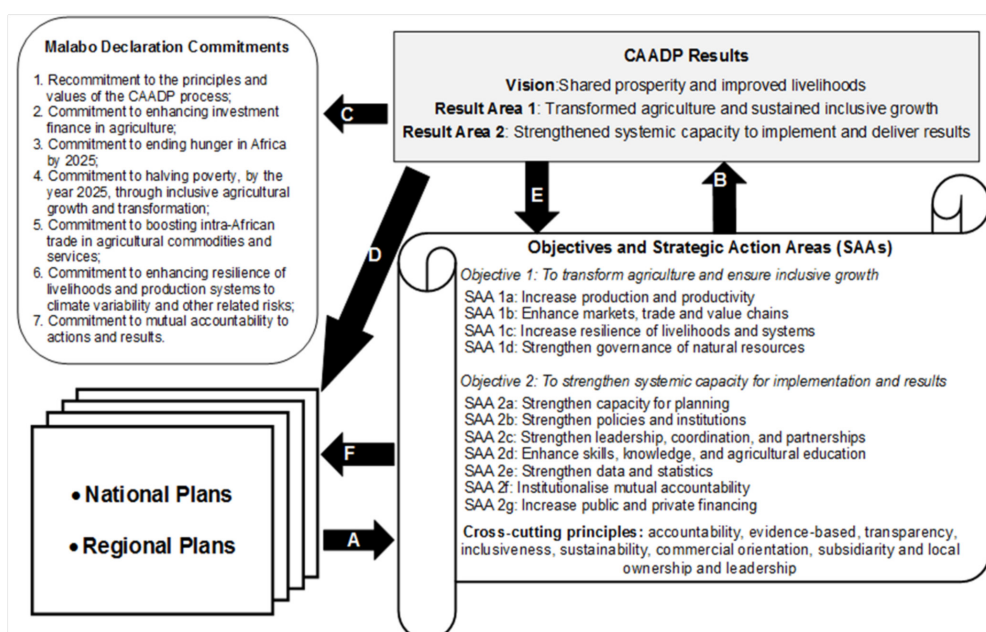 Malabo Declaration Commitments
1. Recommitment to the principles and
values of the CAADP process;
2. Commitment to enhancing investment
finance in agriculture;
3. Commitment to ending hunger in Africa
by 2025;
4. Commitment to halving poverty, by the
year 2025, through inclusive agricultural
growth and transformation;
5. Commitment to boosting intra-African
trade in agricultural commodities and
services;
6. Commitment to enhancing resilience of
livelihoods and production systems to
climate variability and other related risks;
7. Commitment to mutual accountability to
actions and results.
CAADP Results
Vision:Shared prosperity and improved livelihoods
Result Area 1: Transformed agriculture and sustained inclusive growth
Result Area 2: Strengthened systemic capacity to implement and deliver results
C
E
B
D
Objectives and Strategic Action Areas (SAAs)
Objective 1: To transform agriculture and ensure inclusive growth
SAA 1a: Increase production and productivity
SAA 1b: Enhance markets, trade and value chains
SAA 1c: Increase resilience of livelihoods and systems
SAA 1d: Strengthen governance of natural resources
Objective 2: To strengthen systemic capacity for implementation and results
SAA 2a: Strengthen capacity for planning
SAA 2b: Strengthen policies and institutions
SAA 2c: Strengthen leadership, coordination, and partnerships
SAA 2d: Enhance skills, knowledge, and agricultural education
SAA 2e: Strengthen data and statistics
SAA 2f: Institutionalise mutual accountability
SAA 2g: Increase public and private financing
Cross-cutting principles: accountability, evidence-based, transparency,
inclusiveness, sustainability, commercial orientation, subsidiarity and local
ownership and leadership
F
A
• National Plans
• Regional Plans